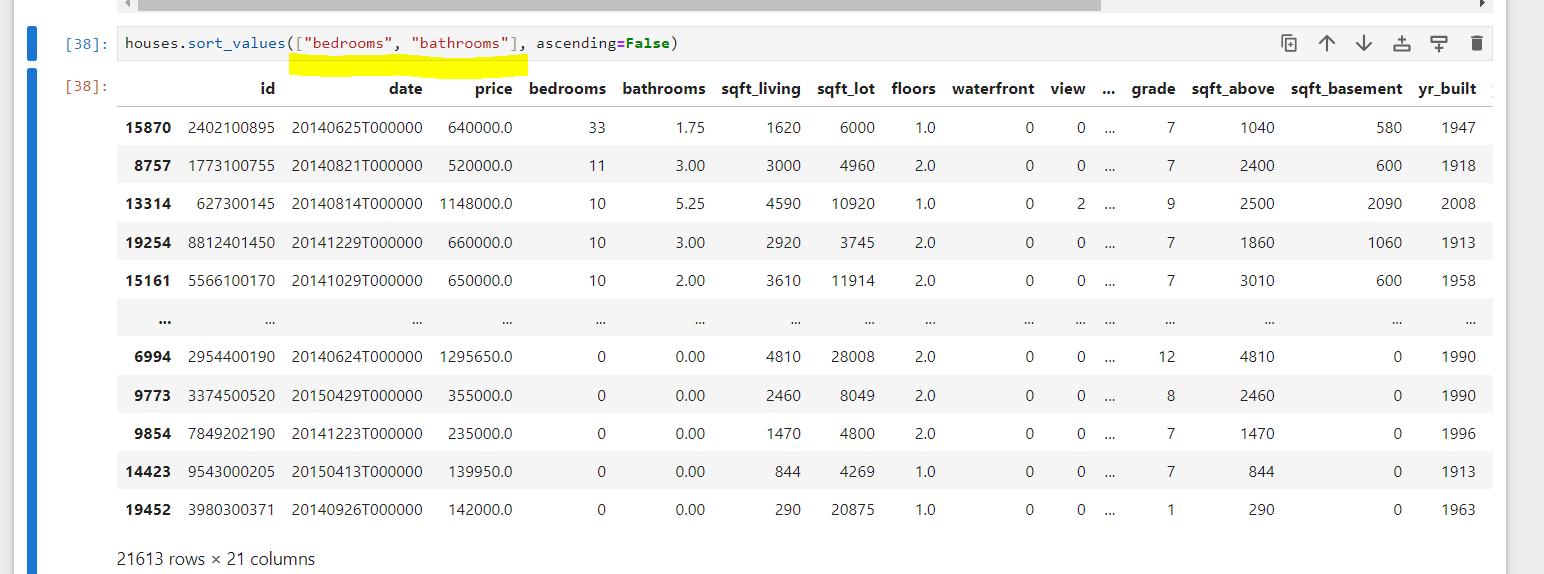 [38]: houses.sort_values(["bedrooms", "bathrooms"], ascending=False)
[38]: id date price bedrooms bathrooms sqft_living sqft_lot floors waterfront view ... grade sqft_above sqft_basement yr_built
15870 2402100895 20140625T000000 640000.0 33 1.75 1620 6000 1.0 0 0 ... 7 1040 580 1947
8757 1773100755 20140821T000000 520000.0 11 3.00 3000 4960 2.0 0 0 ... 7 2400 600 1918
13314 627300145 20140814T000000 1148000.0 10 5.25 4590 10920 1.0 0 2 ... 9 2500 2090 2008
19254 8812401450 20141229T000000 660000.0 10 3.00 2920 3745 2.0 0 0 ... 7 1860 1060 1913
15161 5566100170 20141029T000000 650000.0 10 2.00 3610 11914 2.0 0 0 ... 7 3010 600 1958
... ... ... ... ... ... ... ... ... ... ... ... ... ... ... ...
6994 2954400190 20140624T000000 1295650.0 0 0.00 4810 28008 2.0 0 0 ... 12 4810 0 1990
9773 3374500520 20150429T000000 355000.0 0 0.00 2460 8049 2.0 0 0 ... 8 2460 0 1990
9854 7849202190 20141223T000000 235000.0 0 0.00 1470 4800 2.0 0 0 ... 7 1470 0 1996
14423 9543000205 20150413T000000 139950.0 0 0.00 844 4269 1.0 0 0 ... 7 844 0 1913
19452 3980300371 20140926T000000 142000.0 0 0.00 290 20875 1.0 0 0 ... 1 290 0 1963
21613 rows × 21 columns